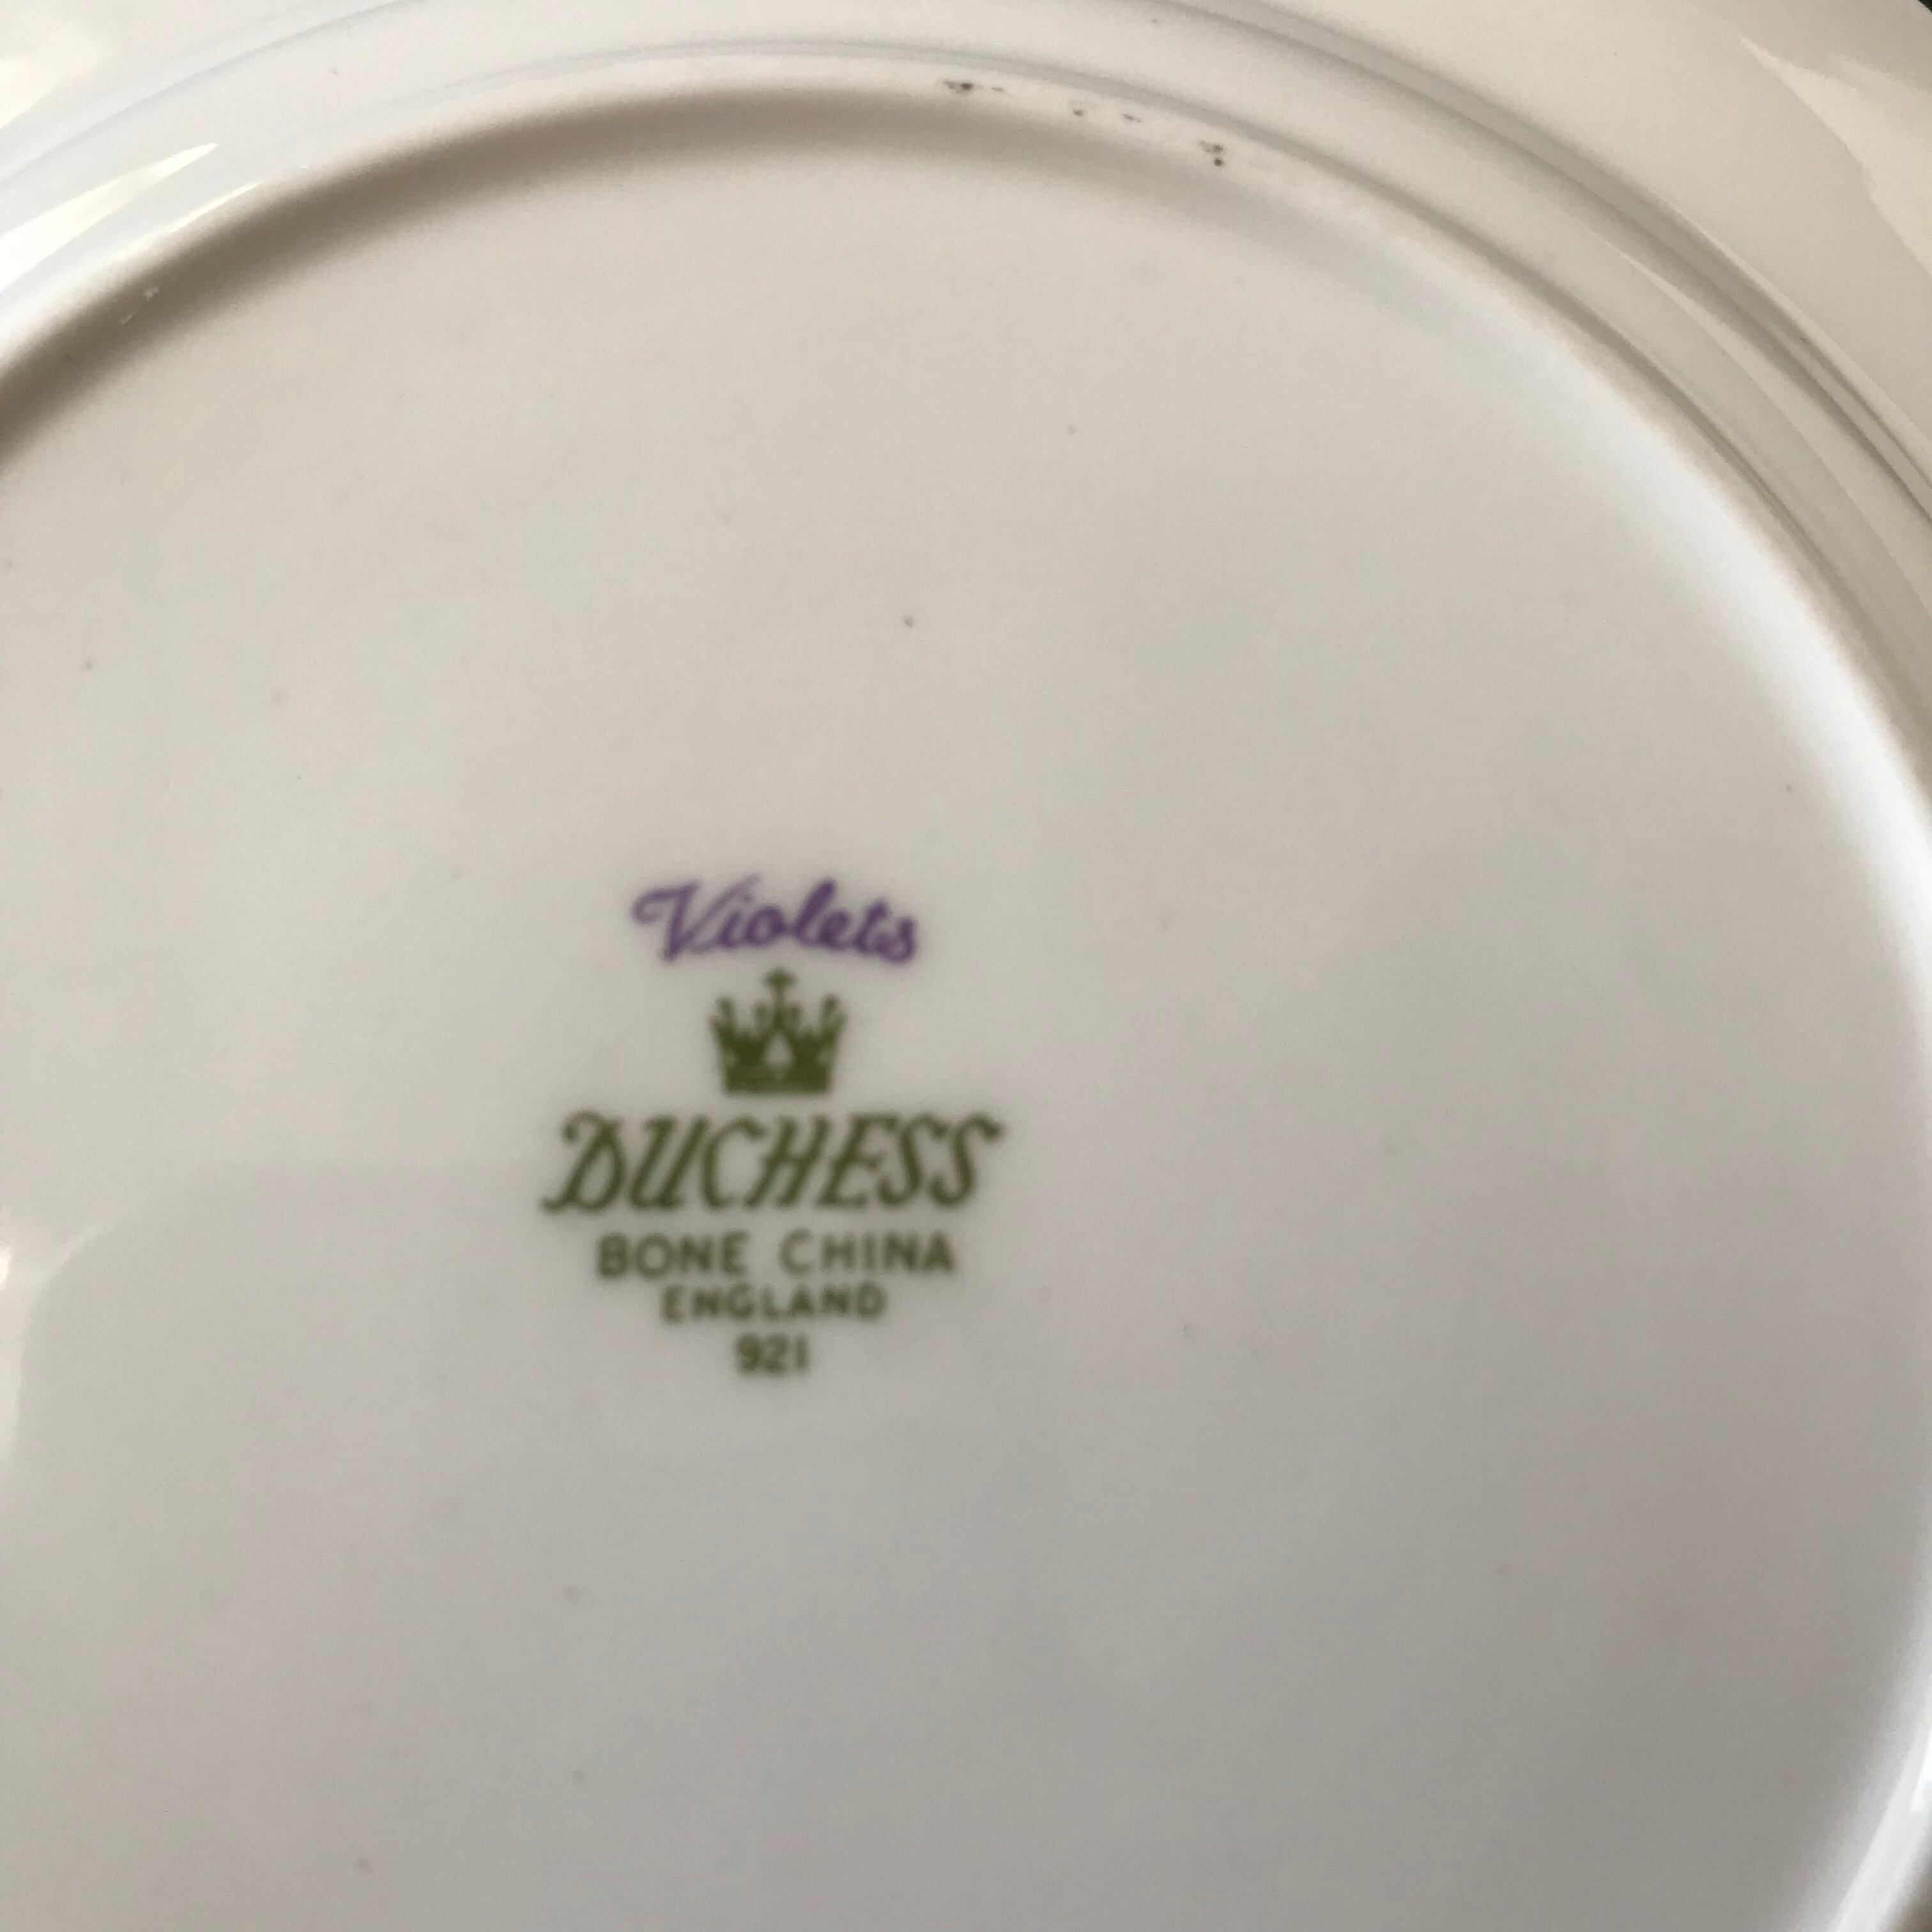 Violets
DUCHESS
BONE CHINA
ENGLAND
921